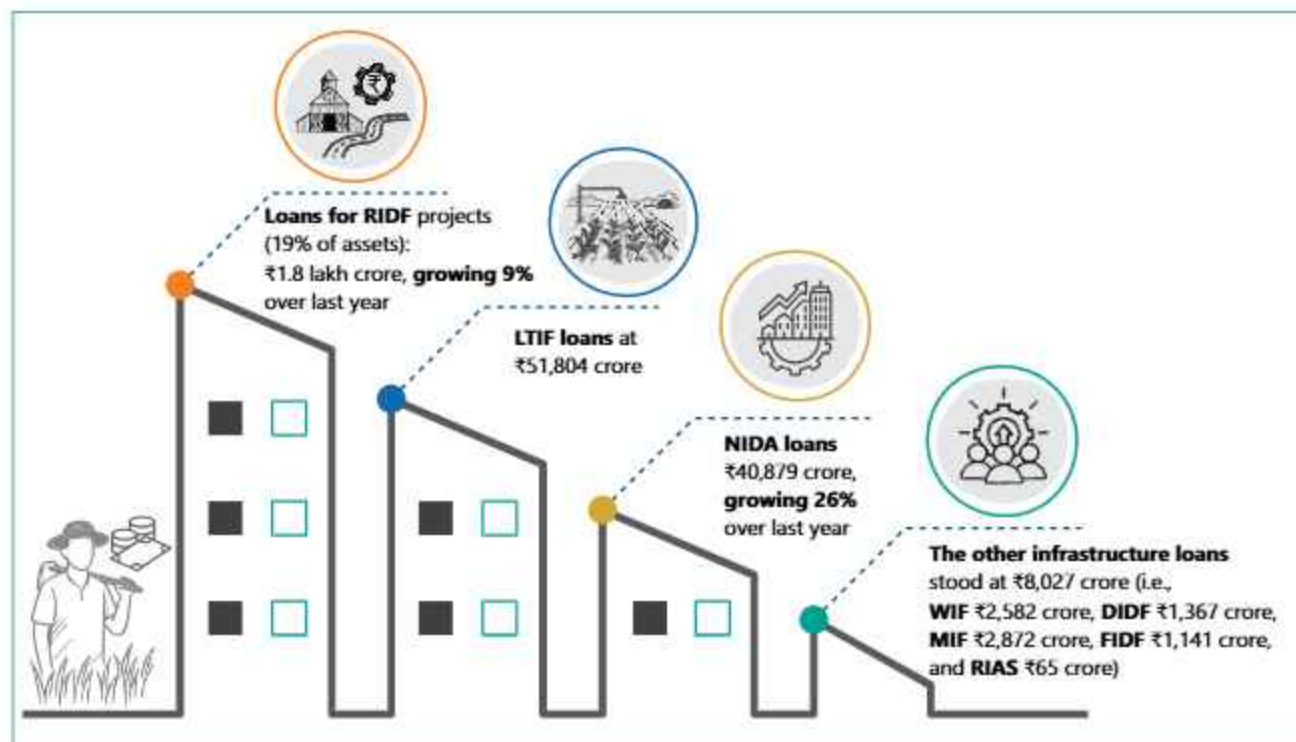 ₹
Loans for RIDF projects
(19% of assets):
₹1.8 lakh crore, growing 9%
over last year
LTIF loans at
₹51,804 crore
NIDA loans
₹40,879 crore,
growing 26%
over last year
The other infrastructure loans
stood at ₹8,027 crore (i.e.,
WIF ₹2,582 crore, DIDF ₹1,367 crore,
MIF ₹2,872 crore, FIDF ₹1,141 crore,
and RIAS ₹65 crore)